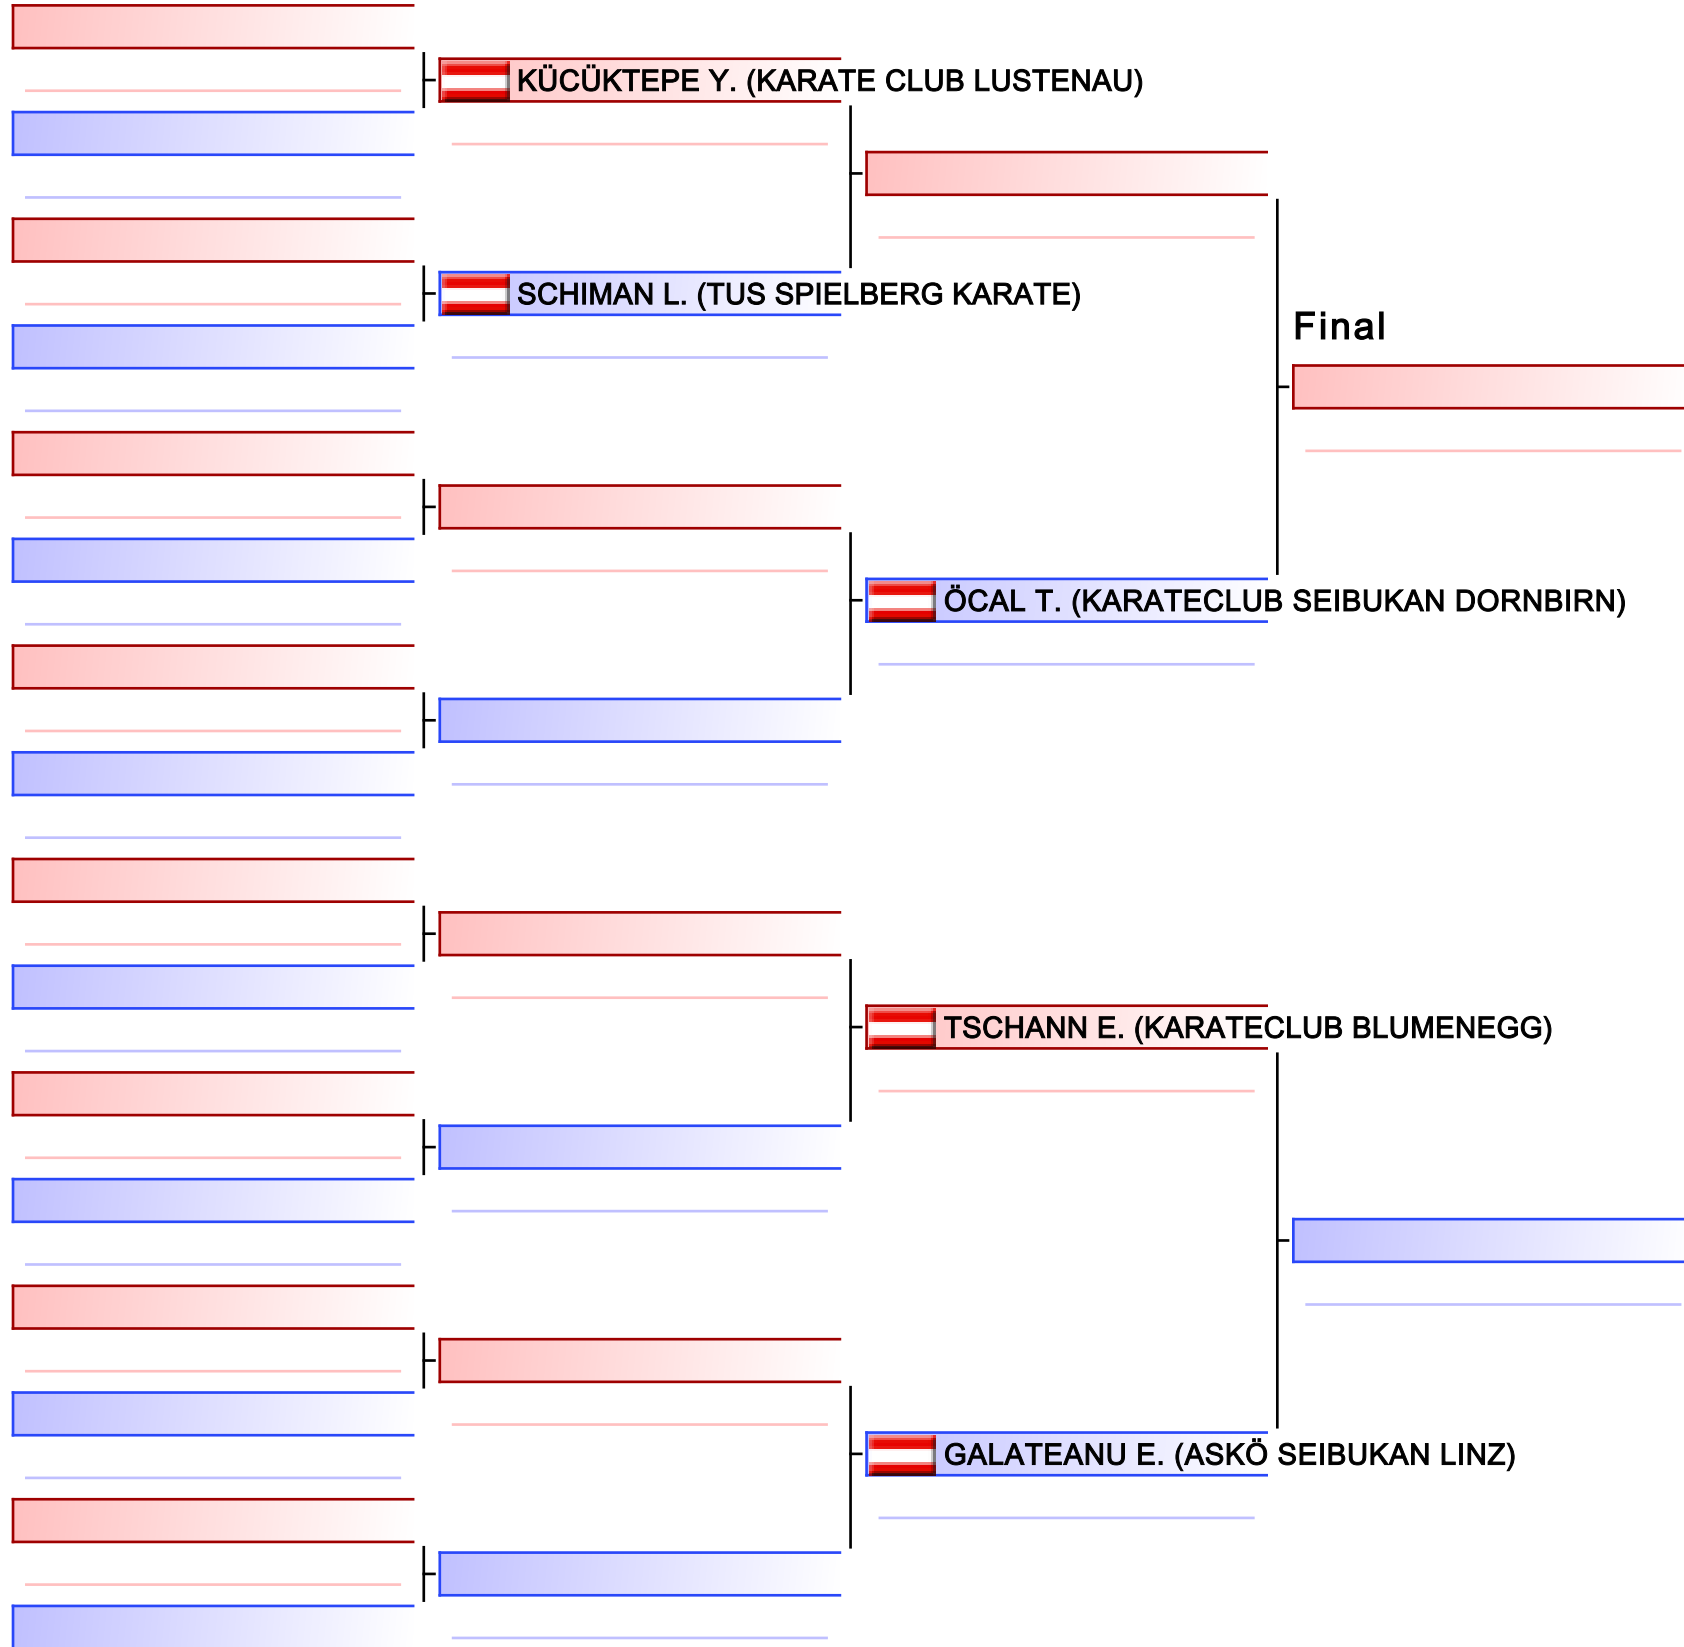 KÜCÜKTEPE Y. (KARATE CLUB LUSTENAU)
SCHIMAN L. (TUS SPIELBERG KARATE)
Final
ÖCAL T. (KARATECLUB SEIBUKAN DORNBIRN)
TSCHANN E. (KARATECLUB BLUMENEGG)
GALATEANU E. (ASKÖ SEIBUKAN LINZ)